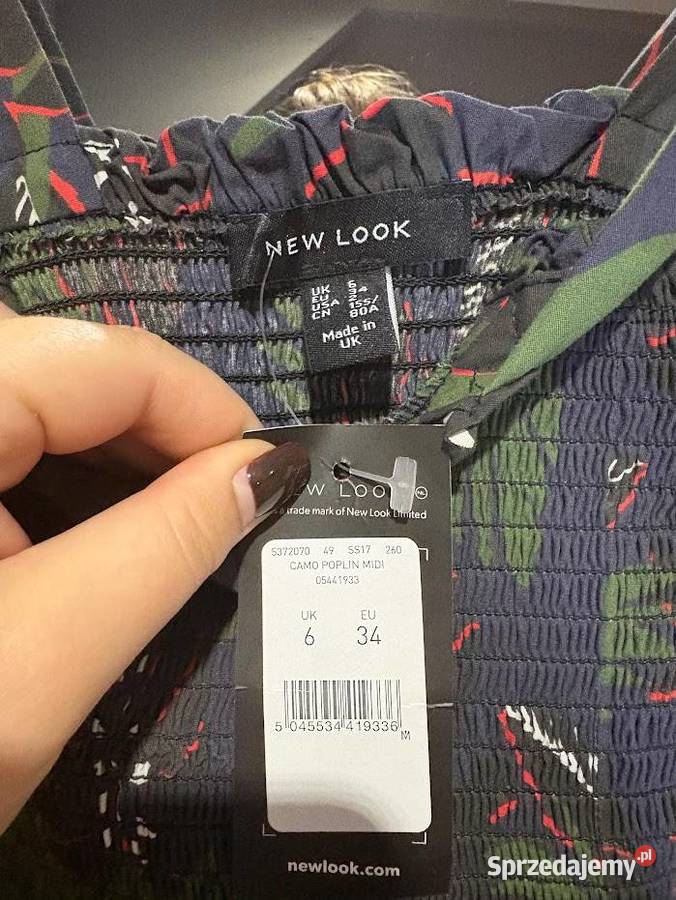 NEW LOOK
UK 6
EU 34
USA 2
CN 155/
80A
Made in
UK
W LOOK NL
trade mark of New Look Limited
5372070 49 SS17 260
CAMO POPLIN MIDI
05441933
UK EU
6 34
5 045534 419336 M
newlook.com
Sprzedajemy.pl